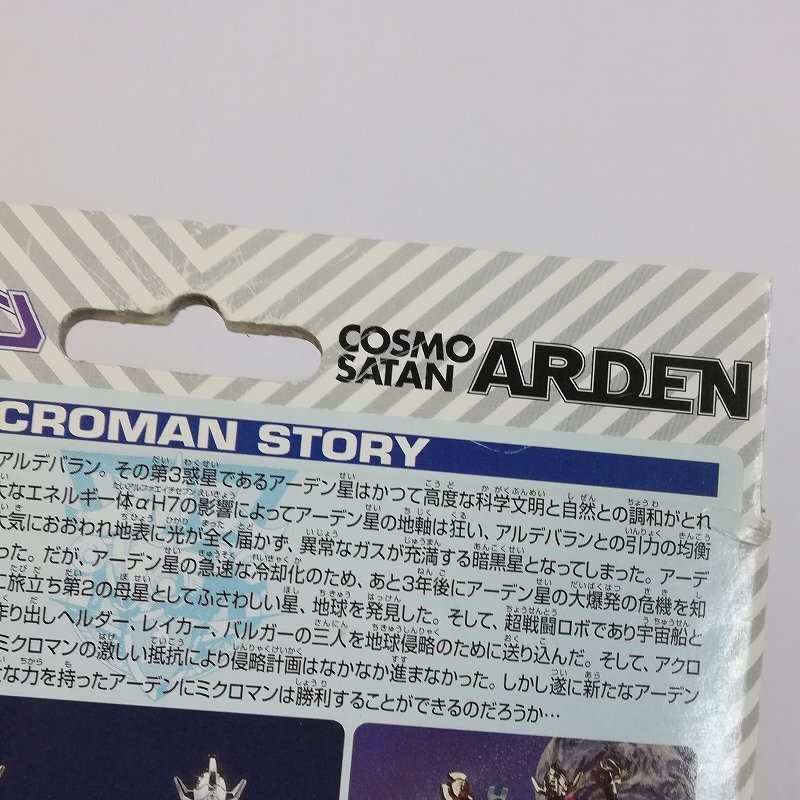 COSMO
SATAN ARDEN
CROMAN STORY
アルデバラン。その第3惑星であるアーデン星はかつて高度な科学文明と自然との調和がとれ
大なエネルギー体αH7の影響によってアーデン星の地軸は狂い、アルデバランとの引力の均衡
大気におおわれ地表に光が全く届かず、異常なガスが充満する暗黒星となってしまった。アーデ
った。だが、アーデン星の急速な冷却化のため、あと3年後にアーデン星の大爆発の危機を知
に旅立ち第2の母星としてふさわしい星、地球を発見した。そして、超戦闘ロボであり宇宙船と
作り出しヘルダー、レイカー、バルガーの三人を地球侵略のために送り込んだ。そして、アクロ
ミクロマンの激しい抵抗により侵略計画はなかなか進まなかった。しかし遂に新たなアーデン
な力を持ったアーデンにミクロマンは勝利することができるのだろうか…